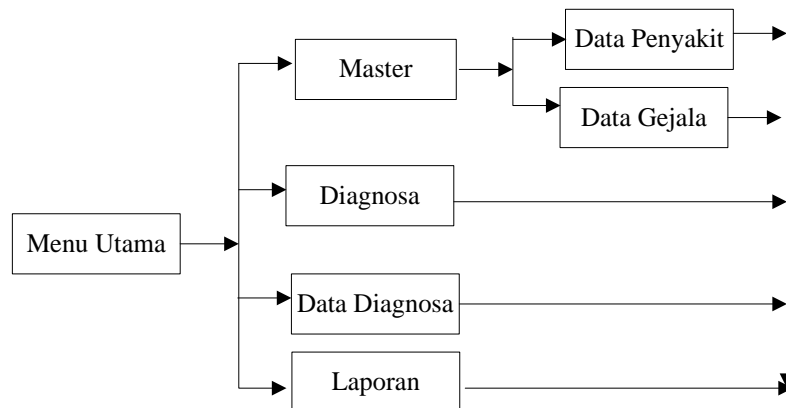 Data Penyakit
Master
Data Gejala
Diagnosa
Menu Utama
Data Diagnosa
Laporan